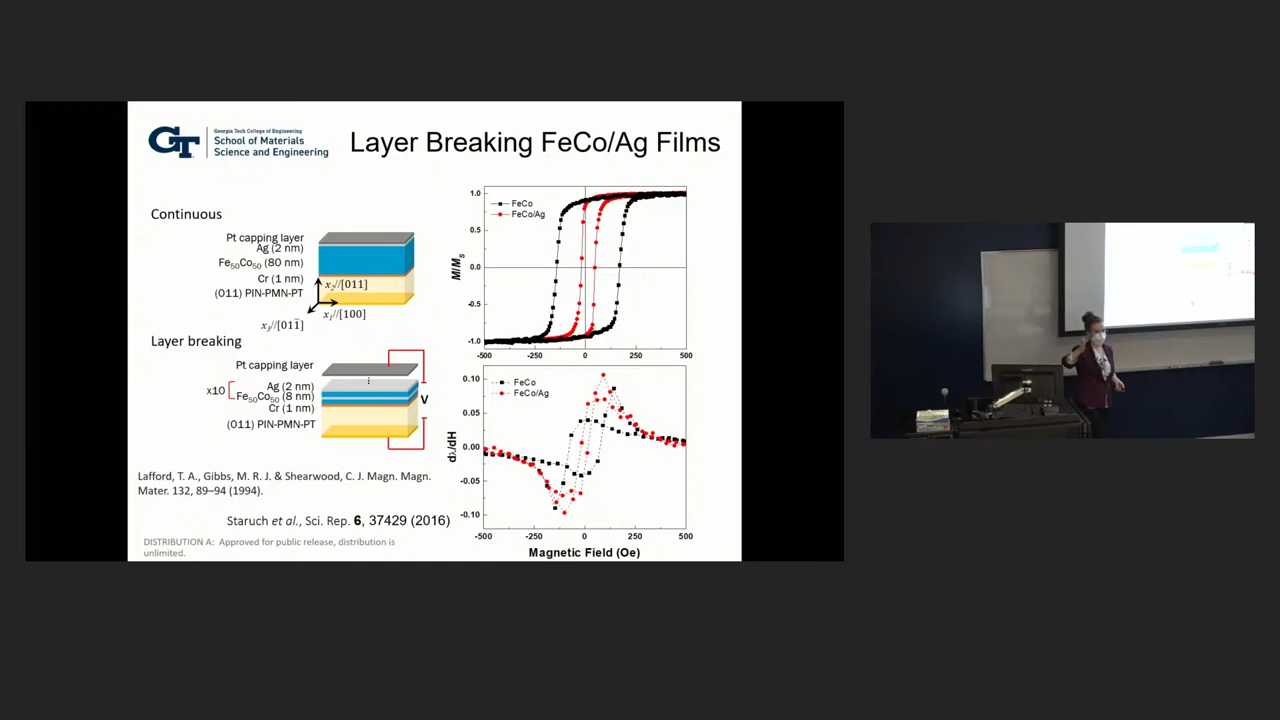 GT
Georgia Tech College of Engineering
School of Materials
Science and Engineering
Layer Breaking FeCo/Ag Films
Continuous
Pt capping layer
Ag (2 nm)
Fe50Co50 (80 nm)
Cr (1 nm)
(011) PIN-PMN-PT
x2//[011]
x1//[100]
x3//[011̅]
Layer breaking
Pt capping layer
x10
Ag (2 nm)
Fe50Co50 (8 nm)
Cr (1 nm)
(011) PIN-PMN-PT
V
Lafford, T. A., Gibbs, M. R. J. & Shearwood, C. J. Magn. Magn.
Mater. 132, 89–94 (1994).
Staruch et al., Sci. Rep. 6, 37429 (2016)
DISTRIBUTION A: Approved for public release, distribution is
unlimited.
FeCo
FeCo/Ag
M/Ms
1.0
0.5
0.0
-0.5
-1.0
-500 -250 0 250 500
FeCo
FeCo/Ag
dλ/dH
0.10
0.05
0.00
-0.05
-0.10
-500 -250 0 250 500
Magnetic Field (Oe)